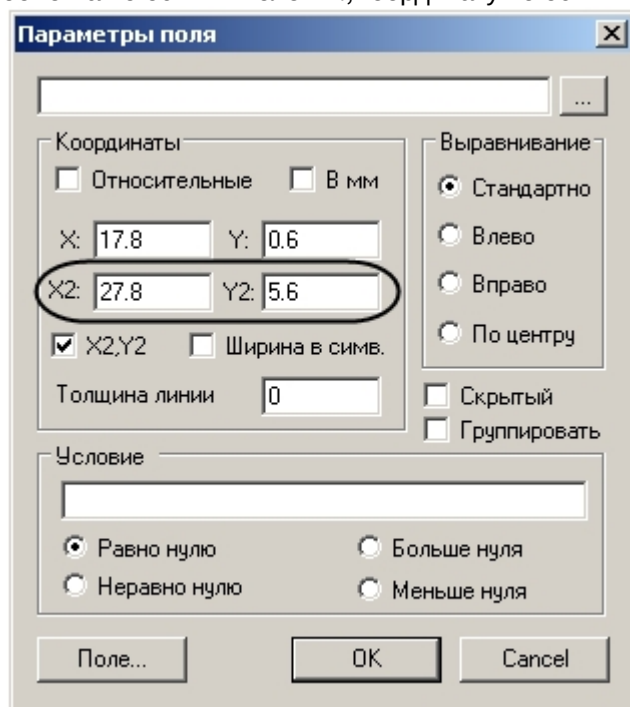 Параметры поля
...
Координаты
Относительные В мм
X: 17.8 Y: 0.6
X2: 27.8 Y2: 5.6
X2,Y2 Ширина в симв.
Толщина линии 0
Выравнивание
Стандартно
Влево
Вправо
По центру
Скрытый
Группировать
Условие
Равно нулю Больше нуля
Неравно нулю Меньше нуля
Поле... OK Cancel